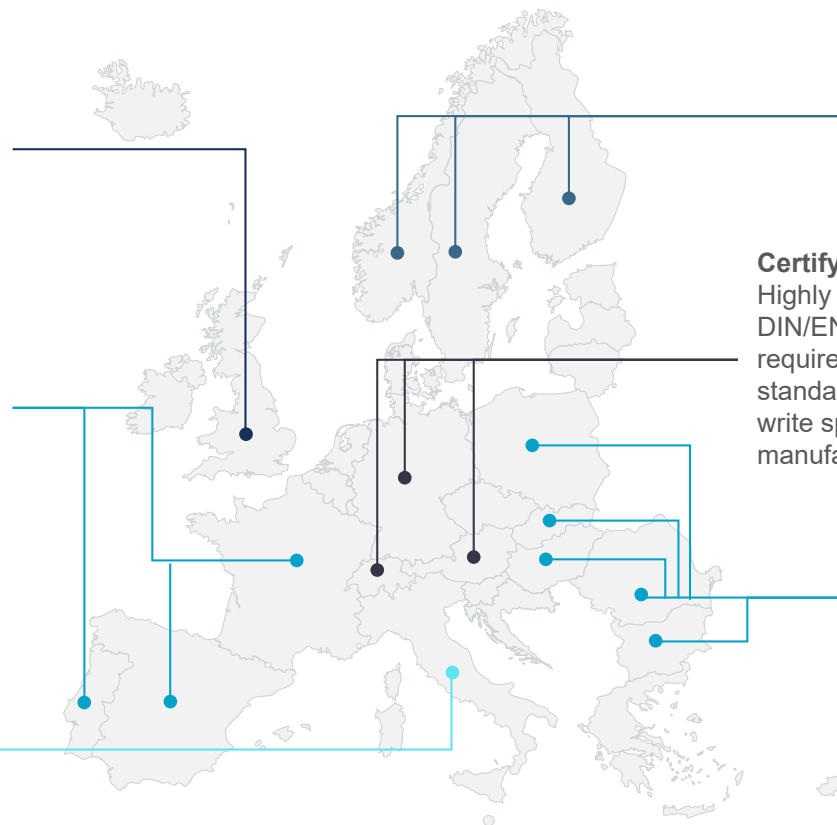 Certify
Highly
DIN/EN
require
standa
write sp
manufa